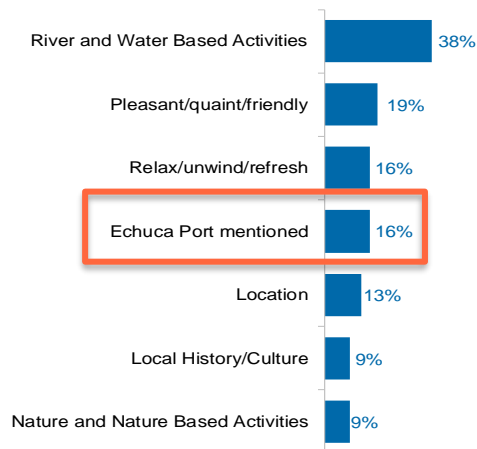 River and Water Based Activities 38%
Pleasant/quaint/friendly 19%
Relax/unwind/refresh 16%
Echuca Port mentioned 16%
Location 13%
Local History/Culture 9%
Nature and Nature Based Activities 9%